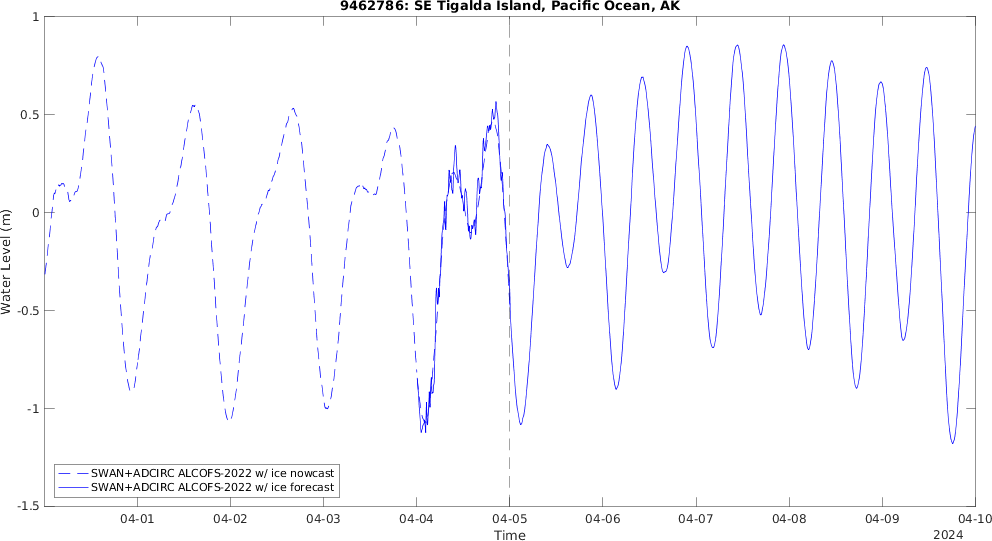 9462786: SE Tigalda Island, Pacific Ocean, AK
Water Level (m)
1
0.5
0
-0.5
-1
-1.5
SWAN+ADCIRC ALCOFS-2022 w/ ice nowcast
SWAN+ADCIRC ALCOFS-2022 w/ ice forecast
04-01 04-02 04-03 04-04 04-05 04-06 04-07 04-08 04-09 04-10
Time
2024